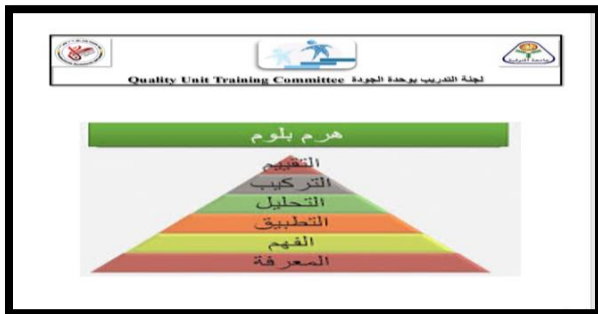 لجنة التدريب بوحدة الجودة Quality Unit Training Committee
هرم بلوم
التقييم
التركيب
التحليل
التطبيق
الفهم
المعرفة